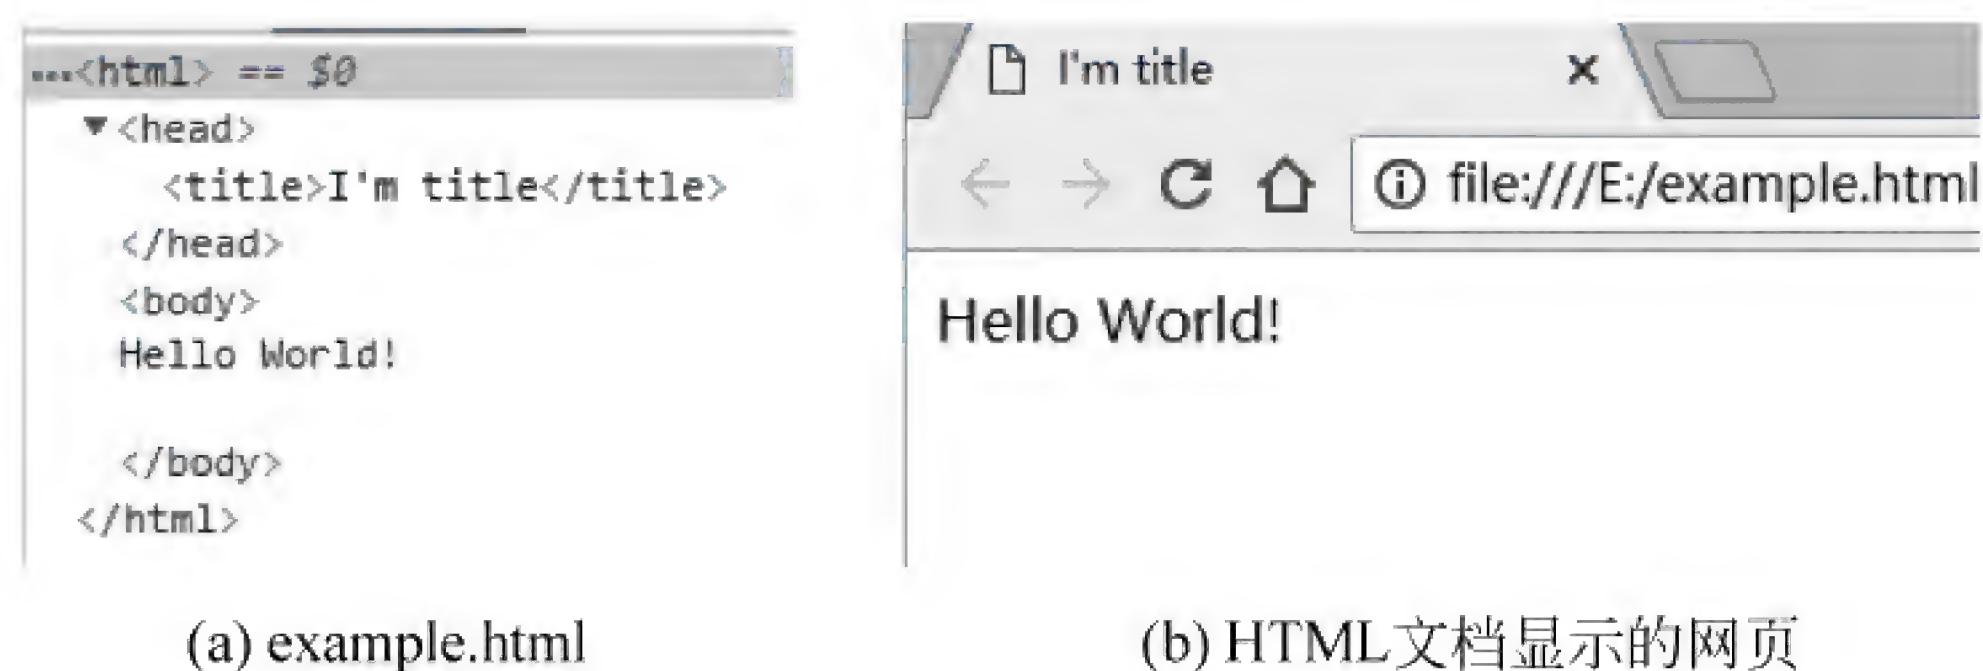 ...<html> == $0
▼<head>
<title>I'm title</title>
</head>
<body>
Hello World!
</body>
</html>
(a) example.html
I'm title ×
file:///E:/example.html
Hello World!
(b) HTML文档显示的网页